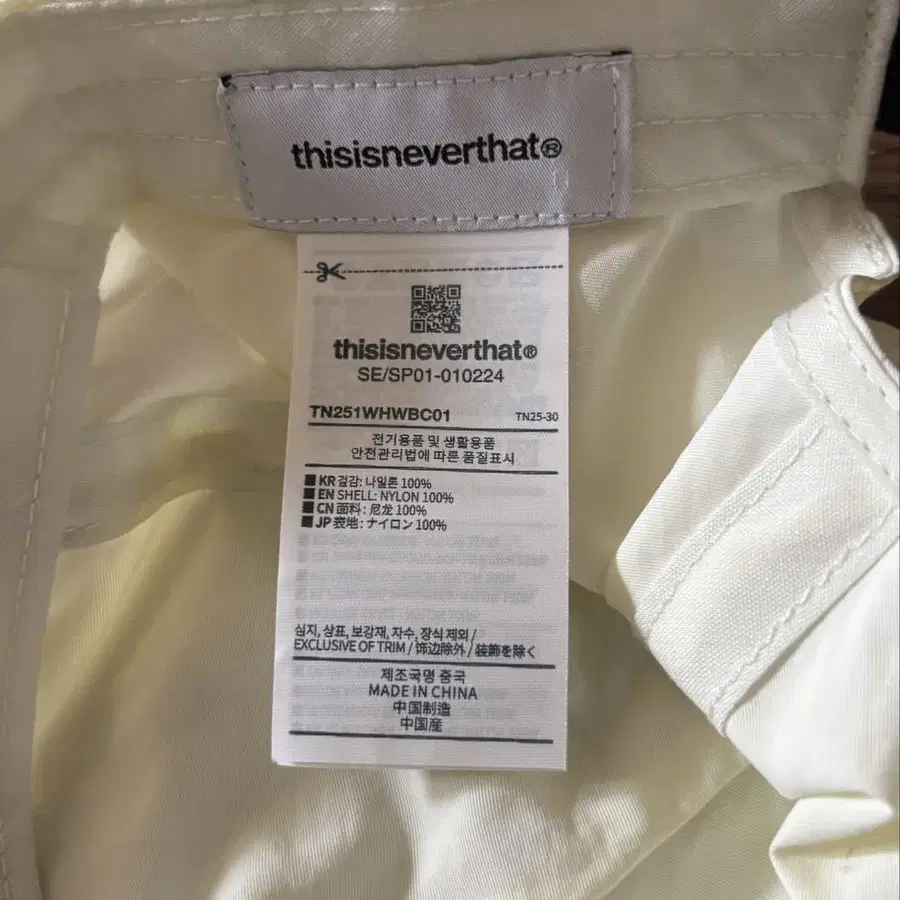 thisisneverthat®
thisisneverthat®
SE/SP01-010224
TN251WHWBC01 TN25-30
전기용품 및 생활용품
안전관리법에 따른 품질표시
KR 겉감: 나일론 100%
EN SHELL: NYLON 100%
CN 面料: 尼龙 100%
JP 表地: ナイロン 100%
심지, 상표, 보강재, 자수, 장식 제외 /
EXCLUSIVE OF TRIM / 饰边除外 / 装飾を除く
제조국명 중국
MADE IN CHINA
中国制造
中国産